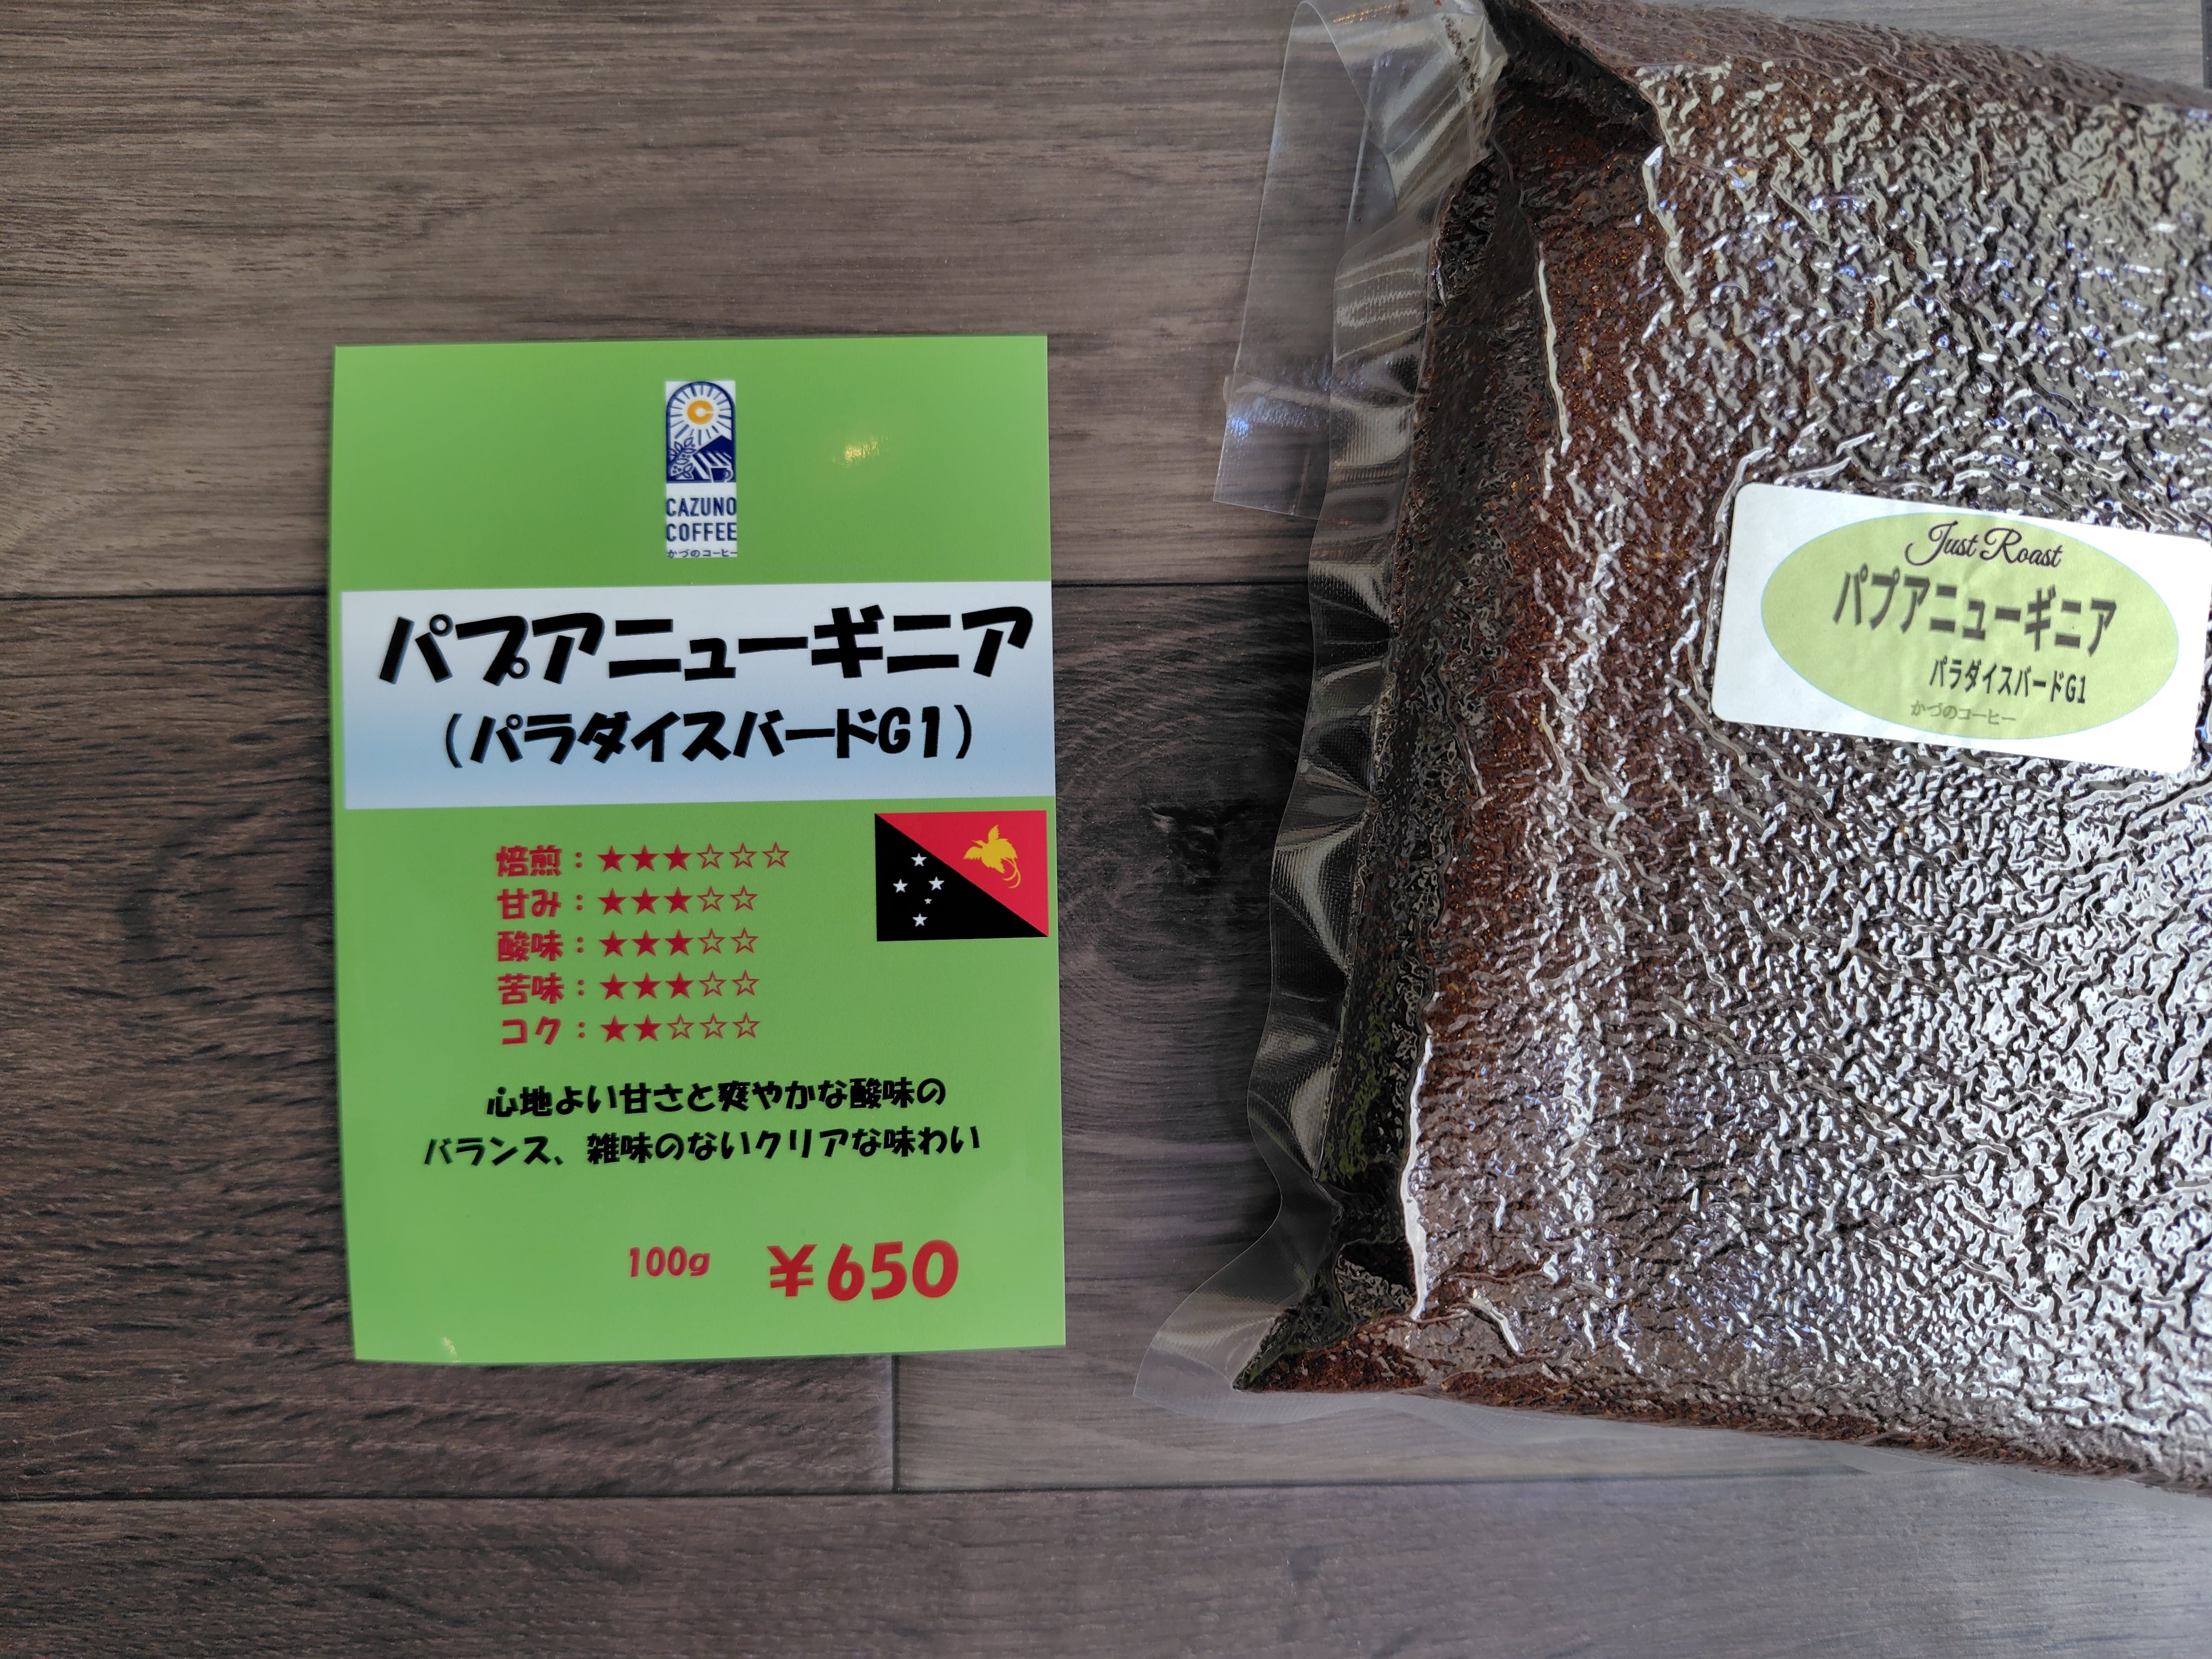 CAZUNO
COFFEE
かづのコーヒー
パプアニューギニア
（パラダイスバードG1）
焙煎：★★★☆☆☆
甘み：★★★☆☆
酸味：★★★☆☆
苦味：★★★☆☆
コク：★★☆☆☆
心地よい甘さと爽やかな酸味の
バランス、雑味のないクリアな味わい
100g ¥650
Just Roast
パプアニューギニア
パラダイスバードG1
かづのコーヒー